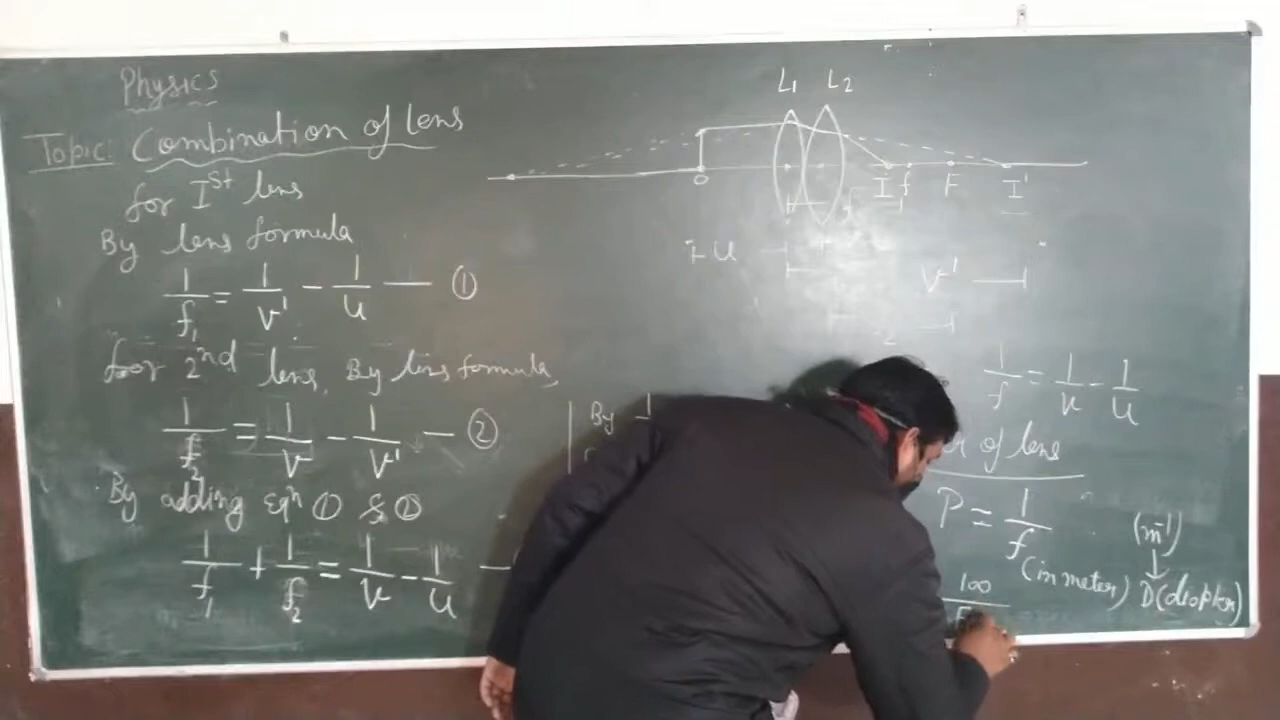 Physics
Topic: Combination of lens
for Ist lens
By lens formula
1/f₁ = 1/v' - 1/u — ①
for 2nd lens, By lens formula,
1/f₂ = 1/v - 1/v' — ②
By adding Eqn ① & ②
1/f₁ + 1/f₂ = 1/v - 1/u —
L₁ L₂
O I f F I'
u
v'
By 1
1/f = 1/v - 1/u
of lens
P = 1/f (in meter)
(m⁻¹)
D(diopter)
100